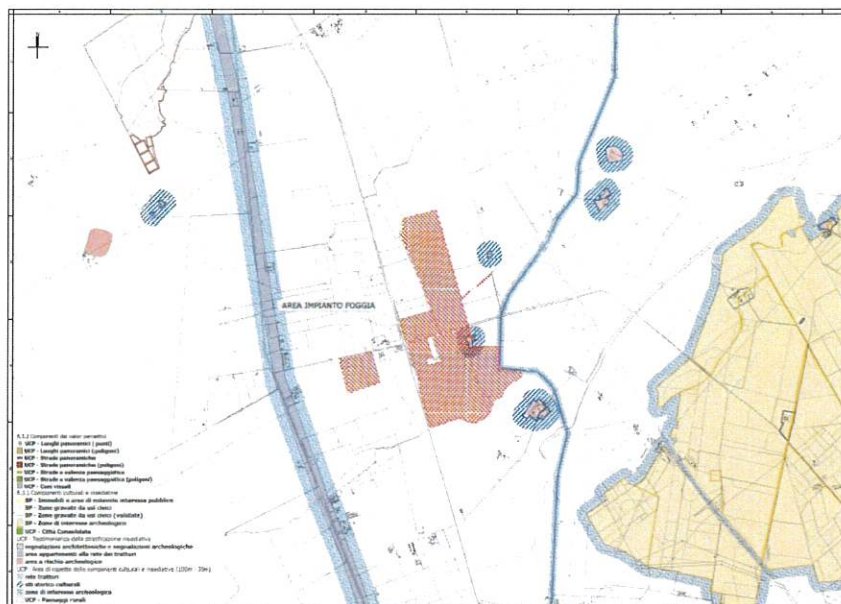 AREA IMPIANTO FOGGIA
6.3.2 Componenti dei valori percettivi
UCP - Luoghi panoramici (punti)
UCP - Luoghi panoramici (poligoni)
UCP - Strade panoramiche
UCP - Strade panoramiche (poligoni)
UCP - Strade a valenza paesaggistica
UCP - Strade a valenza paesaggistica (poligoni)
UCP - Coni visuali
6.3.1 Componenti culturali e insediative
BP - Immobili e aree di notevole interesse pubblico
BP - Zone gravate da usi civici
BP - Zone gravate da usi civici (validate)
BP - Zone di interesse archeologico
UCP - Città Consolidata
UCP - Testimonianza della stratificazione insediativa
segnalazioni architettoniche e segnalazioni archeologiche
aree appartenenti alla rete dei tratturi
aree a rischio archeologico
UCP - Area di rispetto delle componenti culturali e insediative (100m - 30m)
rete tratturi
siti storico culturali
zone di interesse archeologico
UCP - Paesaggi rurali